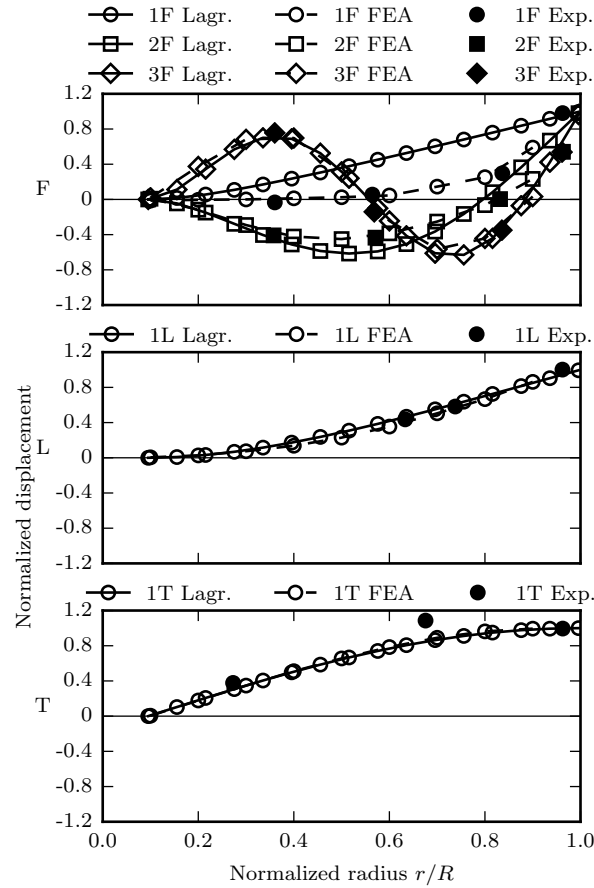 1F Lagr. 1F FEA 1F Exp.
2F Lagr. 2F FEA 2F Exp.
3F Lagr. 3F FEA 3F Exp.
1.2
0.8
0.4
0
-0.4
-0.8
-1.2
F
1L Lagr. 1L FEA 1L Exp.
1.2
0.8
0.4
0
-0.4
-0.8
-1.2
L
Normalized displacement
1T Lagr. 1T FEA 1T Exp.
1.2
0.8
0.4
0
-0.4
-0.8
-1.2
T
0.0 0.2 0.4 0.6 0.8 1.0
Normalized radius r/R